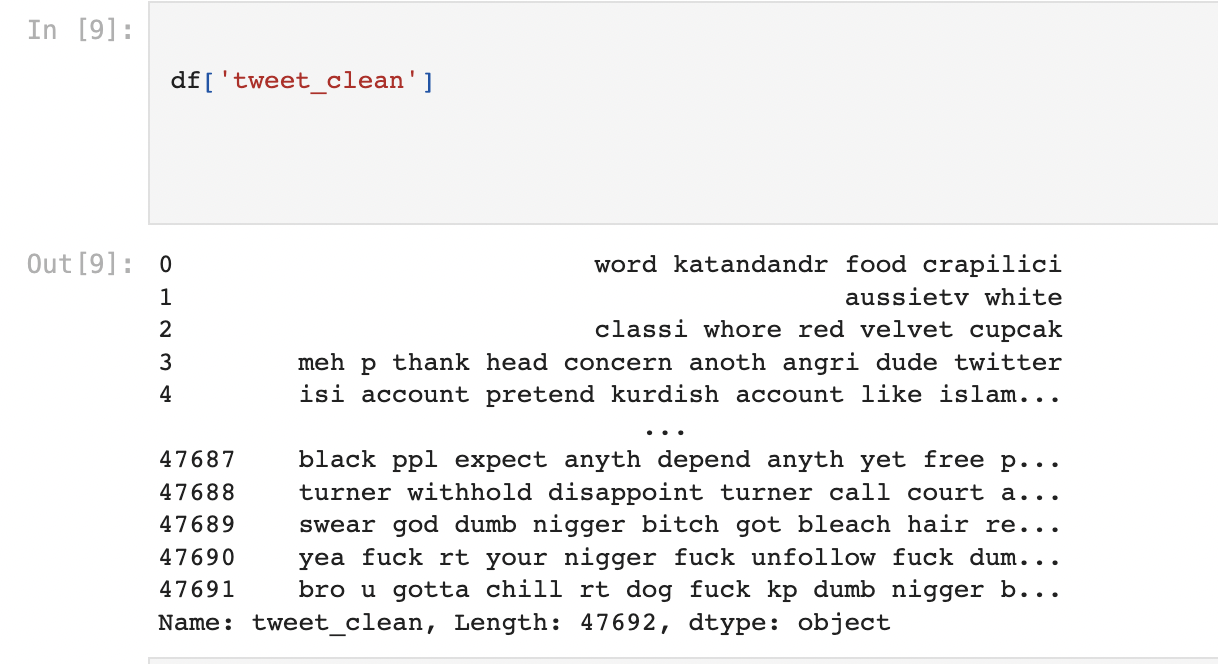 In [9]:
df['tweet_clean']
Out[9]: 0 word katandandr food crapilici
1 aussietv white
2 classi whore red velvet cupcak
3 meh p thank head concern anoth angri dude twitter
4 isi account pretend kurdish account like islam...
...
47687 black ppl expect anyth depend anyth yet free p...
47688 turner withhold disappoint turner call court a...
47689 swear god dumb nigger bitch got bleach hair re...
47690 yea fuck rt your nigger fuck unfollow fuck dum...
47691 bro u gotta chill rt dog fuck kp dumb nigger b...
Name: tweet_clean, Length: 47692, dtype: object